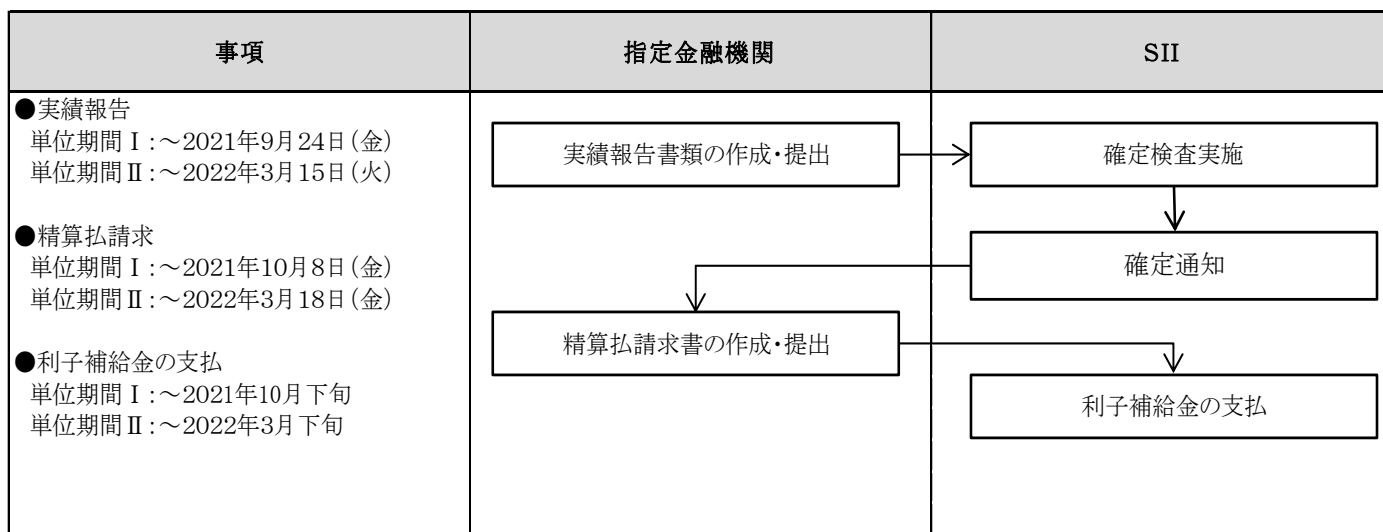 事項
指定金融機関
SII
●実績報告
単位期間Ⅰ:~2021年9月24日(金)
単位期間Ⅱ:~2022年3月15日(火)
●精算払請求
単位期間Ⅰ:~2021年10月8日(金)
単位期間Ⅱ:~2022年3月18日(金)
●利子補給金の支払
単位期間Ⅰ:~2021年10月下旬
単位期間Ⅱ:~2022年3月下旬
実績報告書類の作成・提出
確定検査実施
確定通知
精算払請求書の作成・提出
利子補給金の支払